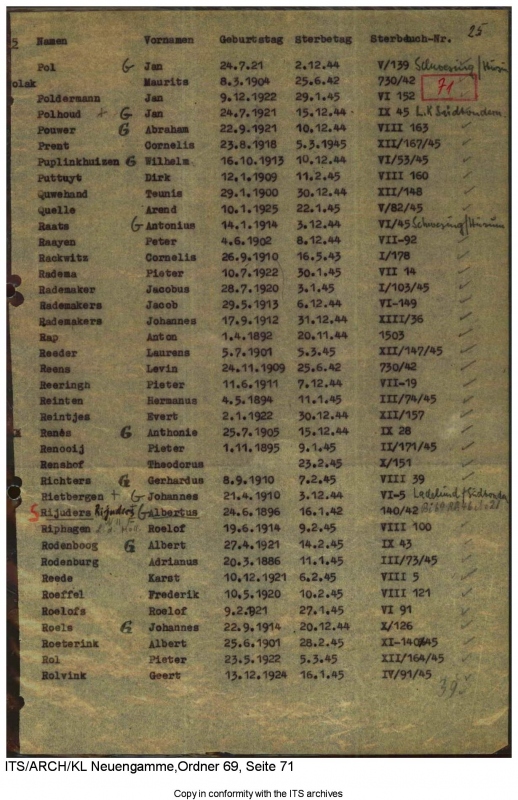 25
Namen Vornamen Geburtstag Sterbetag Sterbebuch-Nr.
Pol G Jan 24.7.21 2.12.44 V/139 Schwesing/Husum
olak Maurits 8.3.1904 25.6.42 730/42
71
Poldermann Jan 9.12.1922 29.1.45 VI 152
Polhoud + G Jan 24.7.1921 15.12.44 IX 45 L.K Südtondern
Pouwer G Abraham 22.9.1921 10.12.44 VIII 163
Prent Cornelis 23.8.1918 5.3.1945 XII/167/45
Puplinkhuizen G Wilhelm 16.10.1913 10.12.44 VI/53/45
Puttuyt Dirk 12.1.1909 11.2.45 VIII 160
Quwehand Teunis 29.1.1900 30.12.44 XII/148
Quelle Arend 10.1.1925 22.1.45 V/82/45
Raats G Antonius 14.1.1914 3.12.44 VI/45 Schwesing/Husum
Raayen Peter 4.6.1902 8.12.44 VII-92
Rackwitz Cornelis 26.9.1910 16.5.43 I/178
Radema Pieter 10.7.1922 30.1.45 VII 14
Rademaker Jacobus 28.7.1920 3.1.45 I/103/45
Rademakers Jacob 29.5.1913 6.12.44 VI-149
Rademakers Johannes 17.9.1912 31.12.44 XIII/36
Rap Anton 1.4.1892 20.11.44 1503
Reeder Laurens 5.7.1901 5.3.45 XII/147/45
Reens Levin 24.11.1909 25.6.42 730/42
Reeringh Pieter 11.6.1911 7.12.44 VII-19
Reinten Hermanus 4.5.1894 11.1.45 III/74/45
Reintjes Evert 2.1.1922 30.12.44 XII/157
Renès G Anthonie 25.7.1905 15.12.44 IX 28
Renooij Pieter 1.11.1895 9.1.45 II/171/45
Renshof Theodorus 23.2.45 X/151
Richters G Gerhardus 8.9.1910 7.2.45 VIII 39
Rietbergen + G Johannes 21.4.1910 3.12.44 VI-5 Ladelund/Südtondern
S Rijuders Rijuders G Albertus 24.6.1896 16.1.42 140/42
Riphagen Roelof 19.6.1914 9.2.45 VIII 100
Rodenboog G Albert 27.4.1921 14.2.45 IX 43
Rodenburg Adrianus 20.3.1886 11.1.45 III/73/45
Roede Karst 10.12.1921 6.2.45 VIII 5
Roeffel Frederik 10.5.1920 10.2.45 VIII 121
Roelofs Roelof 9.2.921 27.1.45 VI 91
Roels G Johannes 22.9.1914 20.12.44 X/126
Roeterink Albert 25.6.1901 28.2.45 XI-140/45
Rol Pieter 23.5.1922 5.3.45 XII/164/45
Rolvink Geert 13.12.1924 16.1.45 IV/91/45
395
ITS/ARCH/KL Neuengamme,Ordner 69, Seite 71
Copy in conformity with the ITS archives